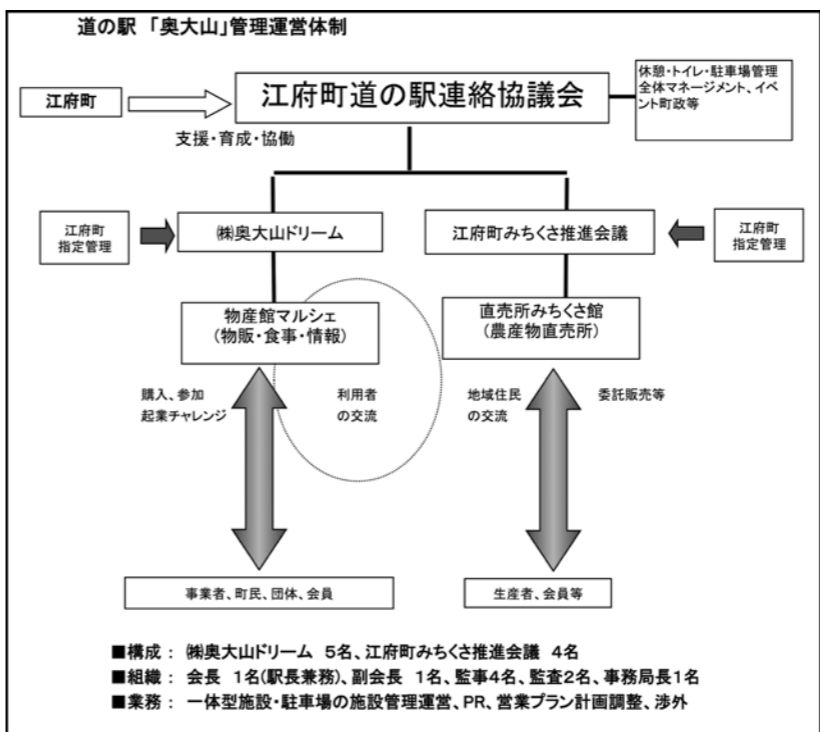 道の駅 「奥大山」管理運営体制
江府町
江府町道の駅連絡協議会
休憩・トイレ・駐車場管理
全体マネージメント、イベ
ント町政等
支援・育成・協働
江府町
指定管理
㈱奥大山ドリーム
江府町みちくさ推進会議
江府町
指定管理
物産館マルシェ
(物販・食事・情報)
直売所みちくさ館
(農産物直売所)
購入、参加
起業チャレンジ
利用者
の交流
地域住民
の交流
委託販売等
事業者、町民、団体、会員
生産者、会員等
■構成： ㈱奥大山ドリーム 5名、江府町みちくさ推進会議 4名
■組織： 会長 1名(駅長兼務)、副会長 1名、監事4名、監査2名、事務局長1名
■業務： 一体型施設・駐車場の施設管理運営、PR、営業プラン計画調整、渉外